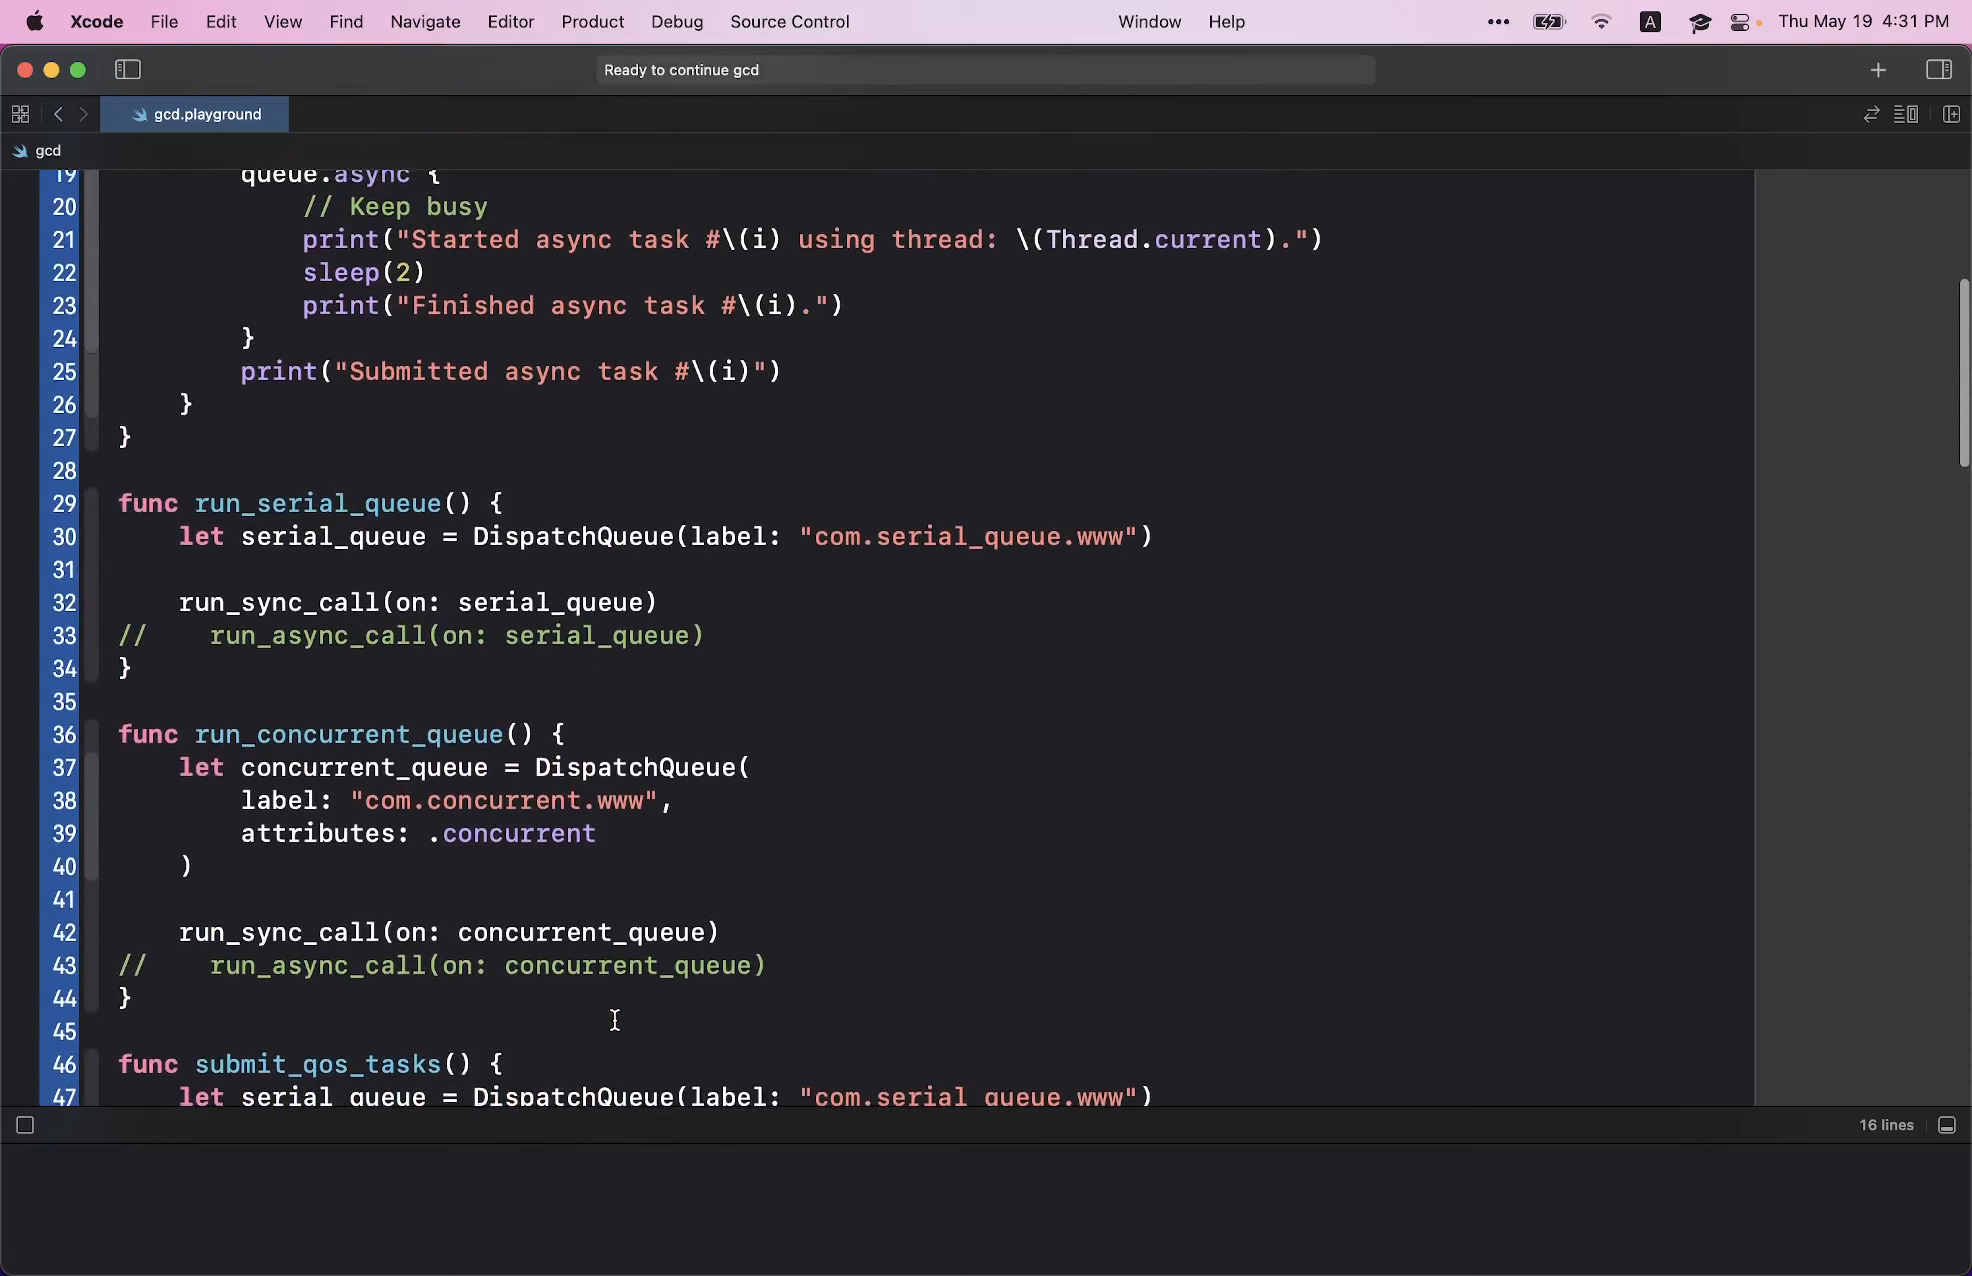 Xcode File Edit View Find Navigate Editor Product Debug Source Control Window Help A Thu May 19 4:31 PM
Ready to continue gcd
gcd.playground
gcd
19 queue.async {
20 // Keep busy
21 print("Started async task #\(i) using thread: \(Thread.current).")
22 sleep(2)
23 print("Finished async task #\(i).")
24 }
25 print("Submitted async task #\(i)")
26 }
27 }
28
29 func run_serial_queue() {
30 let serial_queue = DispatchQueue(label: "com.serial_queue.www")
31
32 run_sync_call(on: serial_queue)
33 // run_async_call(on: serial_queue)
34 }
35
36 func run_concurrent_queue() {
37 let concurrent_queue = DispatchQueue(
38 label: "com.concurrent.www",
39 attributes: .concurrent
40 )
41
42 run_sync_call(on: concurrent_queue)
43 // run_async_call(on: concurrent_queue)
44 }
45
46 func submit_qos_tasks() {
47 let serial_queue = DispatchQueue(label: "com.serial_queue.www")
16 lines